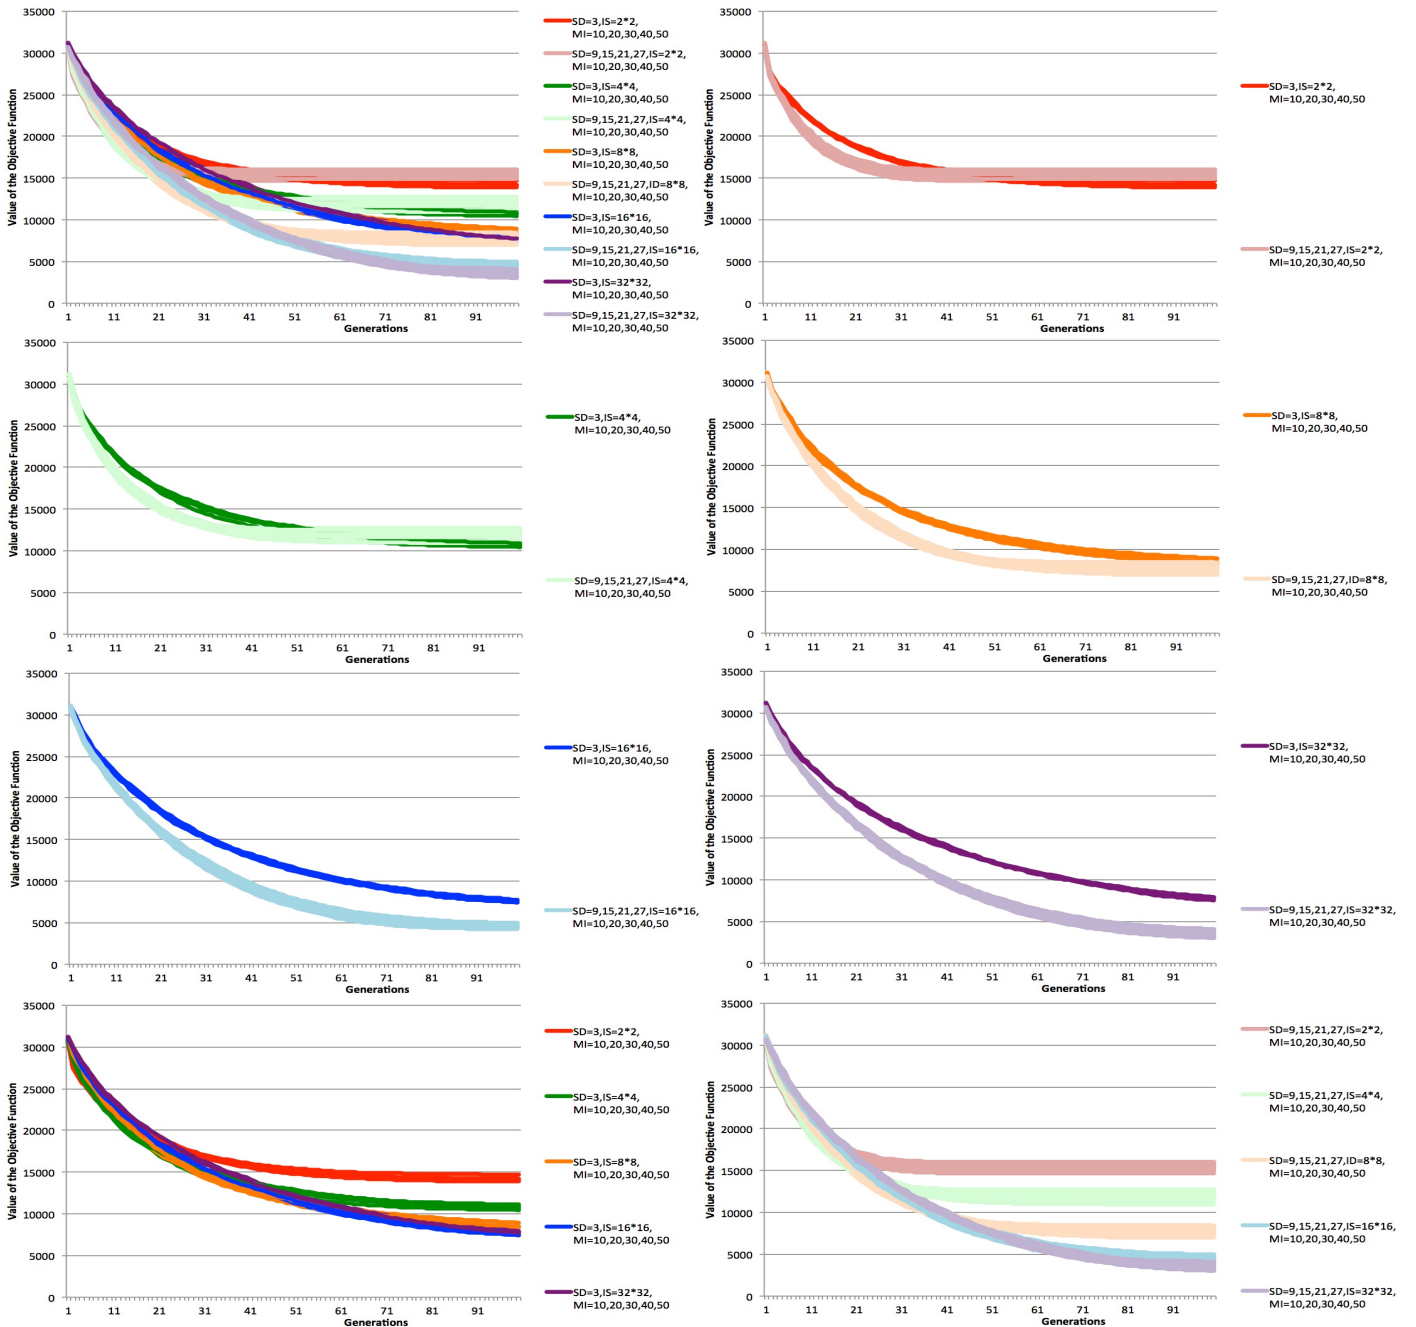 35000
30000
25000
20000
15000
10000
5000
0
1 11 21 31 41 51 61 71 81 91
Value of the Objective Function
Generations
SD=3,IS=2*2,
MI=10,20,30,40,50
SD=9,15,21,27,IS=2*2,
MI=10,20,30,40,50
SD=3,IS=4*4,
MI=10,20,30,40,50
SD=9,15,21,27,IS=4*4,
MI=10,20,30,40,50
SD=3,IS=8*8,
MI=10,20,30,40,50
SD=9,15,21,27,ID=8*8,
MI=10,20,30,40,50
SD=3,IS=16*16,
MI=10,20,30,40,50
SD=9,15,21,27,IS=16*16,
MI=10,20,30,40,50
SD=3,IS=32*32,
MI=10,20,30,40,50
SD=9,15,21,27,IS=32*32,
MI=10,20,30,40,50
35000
30000
25000
20000
15000
10000
5000
0
1 11 21 31 41 51 61 71 81 91
Value of the Objective Function
Generations
SD=3,IS=2*2,
MI=10,20,30,40,50
SD=9,15,21,27,IS=2*2,
MI=10,20,30,40,50
35000
30000
25000
20000
15000
10000
5000
0
1 11 21 31 41 51 61 71 81 91
Value of the Objective Function
Generations
SD=3,IS=4*4,
MI=10,20,30,40,50
SD=9,15,21,27,IS=4*4,
MI=10,20,30,40,50
35000
30000
25000
20000
15000
10000
5000
0
1 11 21 31 41 51 61 71 81 91
Value of the Objective Function
Generations
SD=3,IS=8*8,
MI=10,20,30,40,50
SD=9,15,21,27,ID=8*8,
MI=10,20,30,40,50
35000
30000
25000
20000
15000
10000
5000
0
1 11 21 31 41 51 61 71 81 91
Value of the Objective Function
Generations
SD=3,IS=16*16,
MI=10,20,30,40,50
SD=9,15,21,27,IS=16*16,
MI=10,20,30,40,50
35000
30000
25000
20000
15000
10000
5000
0
1 11 21 31 41 51 61 71 81 91
Value of the Objective Function
Generations
SD=3,IS=32*32,
MI=10,20,30,40,50
SD=9,15,21,27,IS=32*32,
MI=10,20,30,40,50
35000
30000
25000
20000
15000
10000
5000
0
1 11 21 31 41 51 61 71 81 91
Value of the Objective Function
Generations
SD=3,IS=2*2,
MI=10,20,30,40,50
SD=3,IS=4*4,
MI=10,20,30,40,50
SD=3,IS=8*8,
MI=10,20,30,40,50
SD=3,IS=16*16,
MI=10,20,30,40,50
SD=3,IS=32*32,
MI=10,20,30,40,50
35000
30000
25000
20000
15000
10000
5000
0
1 11 21 31 41 51 61 71 81 91
Value of the Objective Function
Generations
SD=9,15,21,27,IS=2*2,
MI=10,20,30,40,50
SD=9,15,21,27,IS=4*4,
MI=10,20,30,40,50
SD=9,15,21,27,ID=8*8,
MI=10,20,30,40,50
SD=9,15,21,27,IS=16*16,
MI=10,20,30,40,50
SD=9,15,21,27,IS=32*32,
MI=10,20,30,40,50